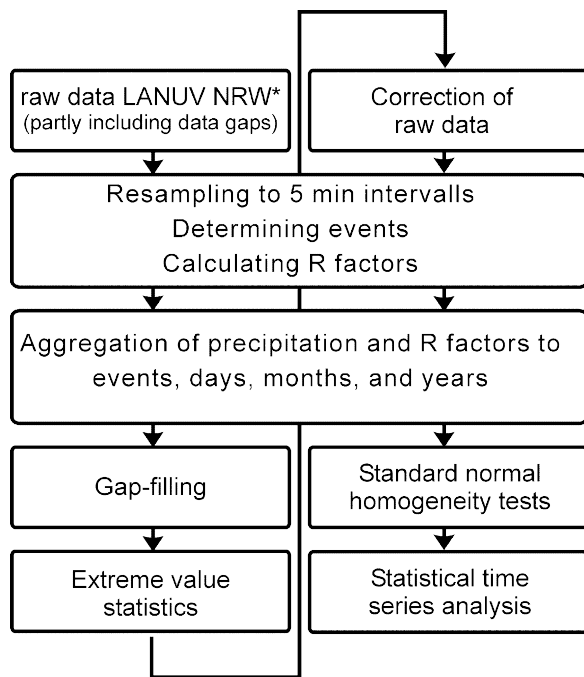 raw data LANUV NRW*
(partly including data gaps)
Correction of
raw data
Resampling to 5 min intervalls
Determining events
Calculating R factors
Aggregation of precipitation and R factors to
events, days, months, and years
Gap-filling
Standard normal
homogeneity tests
Extreme value
statistics
Statistical time
series analysis